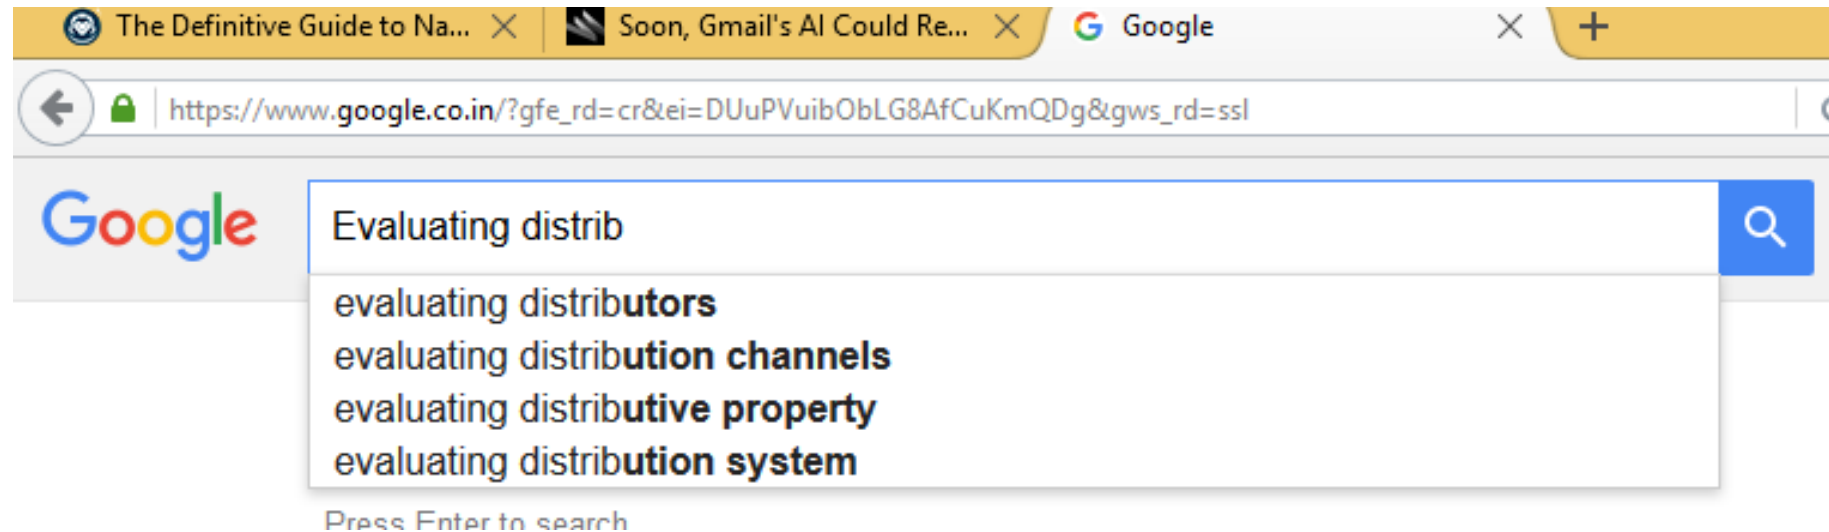 The Definitive Guide to Na...
Soon, Gmail's AI Could Re...
Google
https://www.google.co.in/?gfe_rd=cr&ei=DUuPVuibObLG8AfCuKmQDg&gws_rd=ssl
Google
Evaluating distrib
evaluating distributors
evaluating distribution channels
evaluating distributive property
evaluating distribution system
Press Enter to search